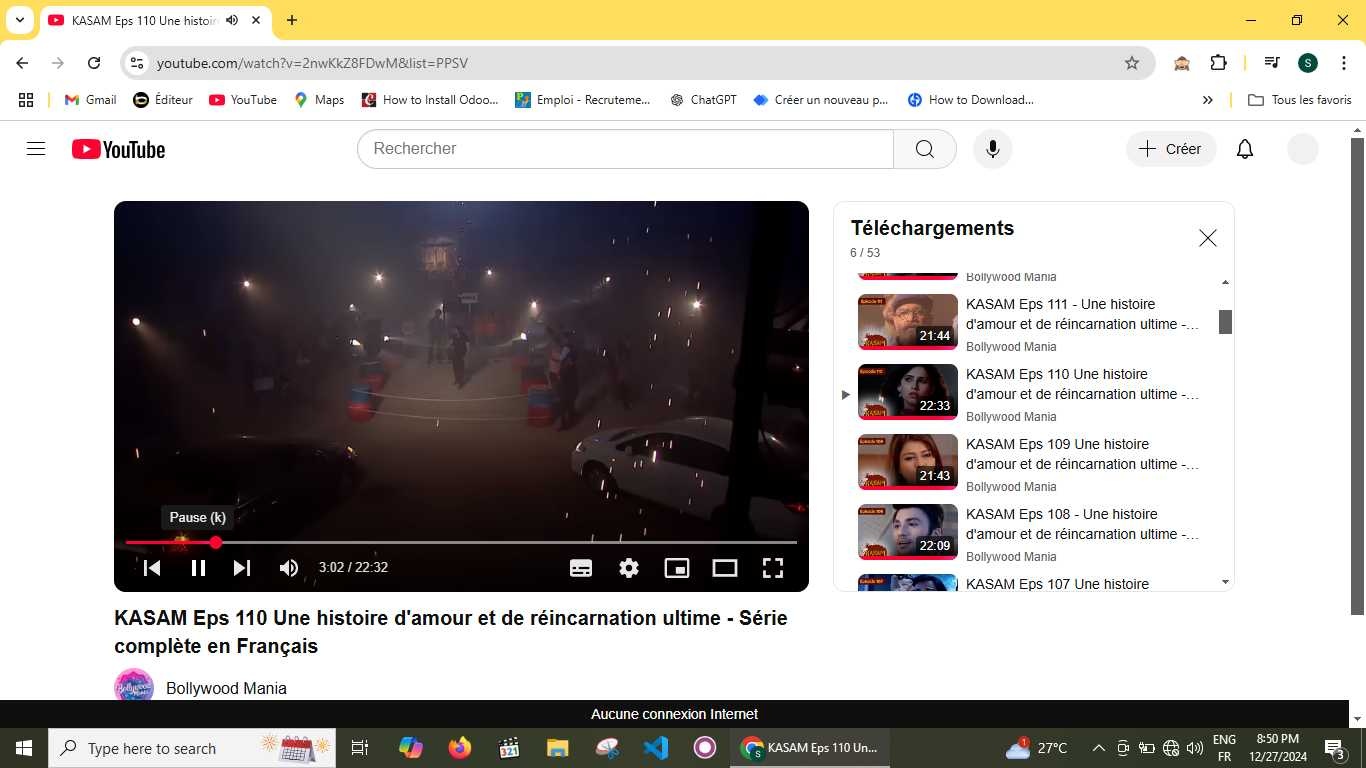 KASAM Eps 110 Une histoir
youtube.com/watch?v=2nwKkZ8FDwM&list=PPSV
S
Gmail
Éditeur
YouTube
Maps
How to Install Odoo...
Emploi - Recruteme...
ChatGPT
Créer un nouveau p...
How to Download...
Tous les favoris
YouTube
Rechercher
Créer
Pause (k)
3:02 / 22:32
KASAM Eps 110 Une histoire d'amour et de réincarnation ultime - Série
complète en Français
Bollywood Mania
Téléchargements
6 / 53
Bollywood Mania
21:44
KASAM Eps 111 - Une histoire
d'amour et de réincarnation ultime -...
Bollywood Mania
22:33
KASAM Eps 110 Une histoire
d'amour et de réincarnation ultime -...
Bollywood Mania
21:43
KASAM Eps 109 Une histoire
d'amour et de réincarnation ultime -...
Bollywood Mania
22:09
KASAM Eps 108 - Une histoire
d'amour et de réincarnation ultime -...
Bollywood Mania
KASAM Eps 107 Une histoire
Aucune connexion Internet
Type here to search
KASAM Eps 110 Un...
27°C
ENG
FR
8:50 PM
12/27/2024
3